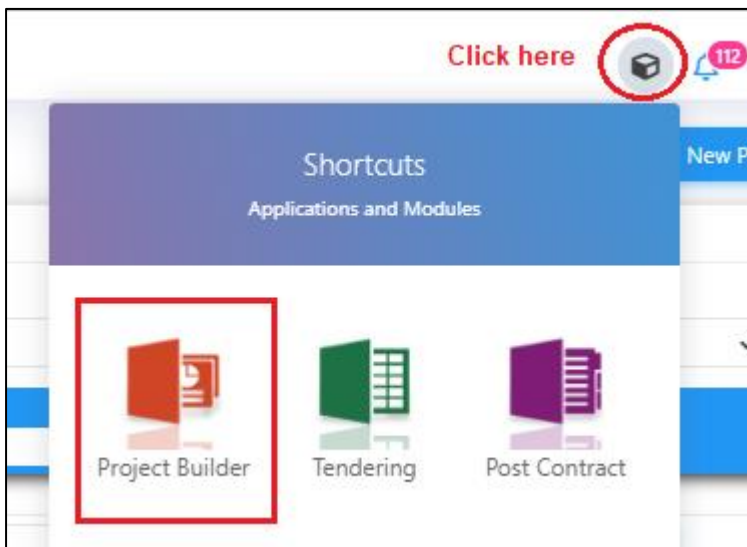 Click here
112
Shortcuts
New P
Applications and Modules
Project Builder
Tendering
Post Contract